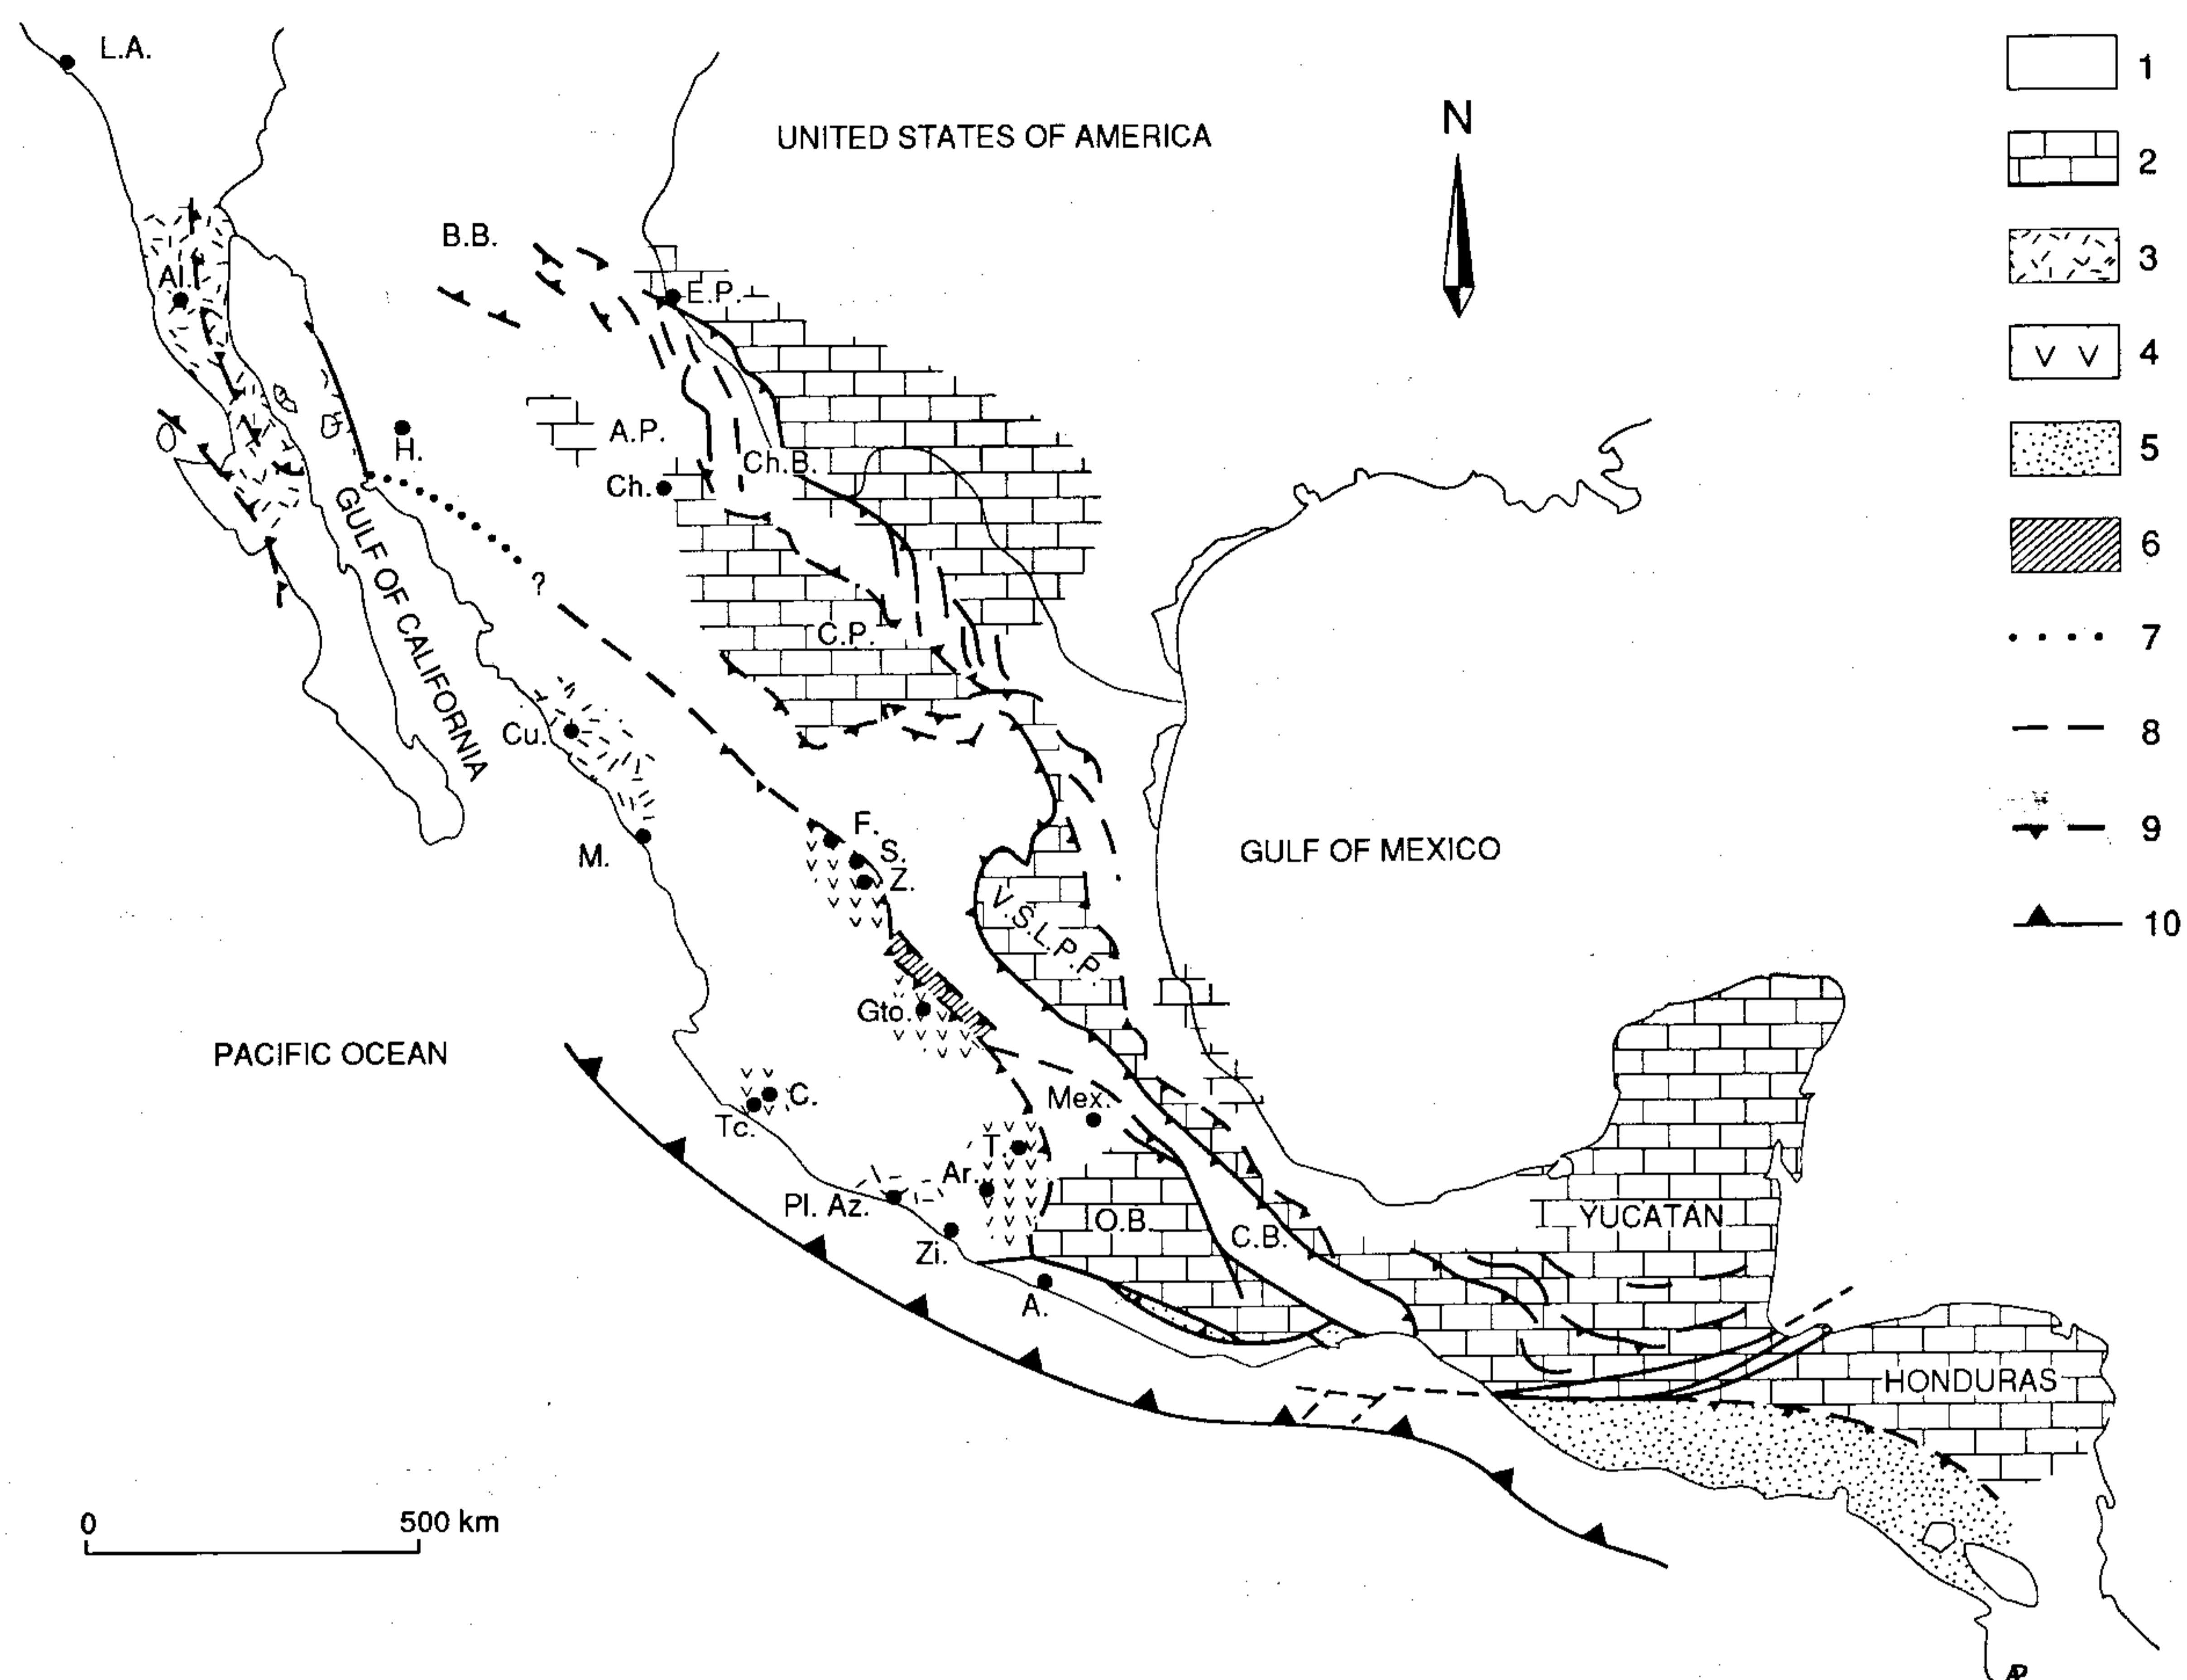 L.A.
UNITED STATES OF AMERICA
N
1
2
3
4
5
6
7
8
9
10
B.B.
Al.
E.P.
A.P.
H.
Ch.B.
Ch.
GULF OF CALIFORNIA
?
C.P.
Cu.
M.
F.
S.
Z.
GULF OF MEXICO
V.S.L.P.P.
Gto.
PACIFIC OCEAN
C.
Tc.
Mex.
T.
Ar.
Pl. Az.
Zi.
O.B.
C.B.
YUCATAN
A.
HONDURAS
0 500 km